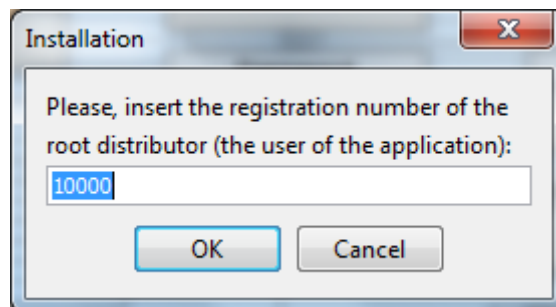 Installation
Please, insert the registration number of the
root distributor (the user of the application):
10000
OK Cancel